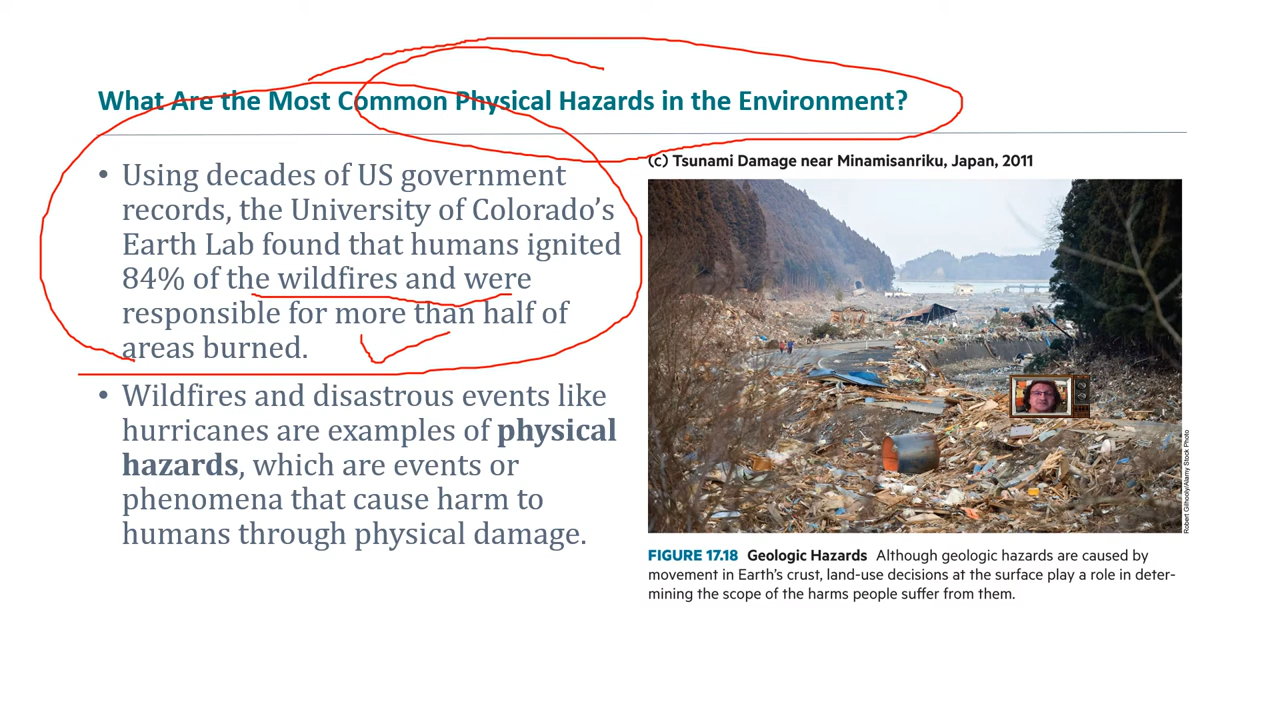 What Are the Most Common Physical Hazards in the Environment?
• Using decades of US government
records, the University of Colorado’s
Earth Lab found that humans ignited
84% of the wildfires and were
responsible for more than half of
areas burned.
• Wildfires and disastrous events like
hurricanes are examples of physical
hazards, which are events or
phenomena that cause harm to
humans through physical damage.
(c) Tsunami Damage near Minamisanriku, Japan, 2011
Robert Gilhooly/Alamy Stock Photo
FIGURE 17.18 Geologic Hazards Although geologic hazards are caused by
movement in Earth’s crust, land-use decisions at the surface play a role in deter-
mining the scope of the harms people suffer from them.